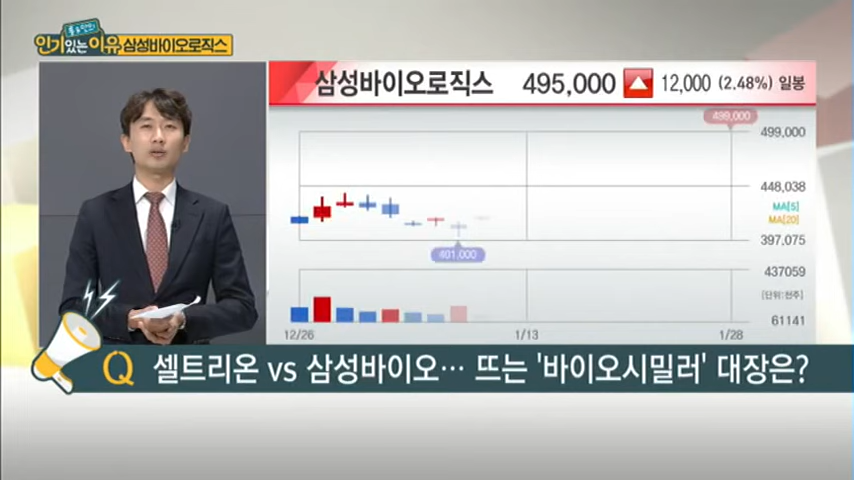 인기있는 이유 삼성바이오로직스
삼성바이오로직스 495,000 12,000 (2.48%) 일봉
499,000
499,000
448,038
MA[5]
MA[20]
397,075
401,000
437059
[단위:천주]
61141
12/26 1/13 1/28
Q 셀트리온 vs 삼성바이오… 뜨는 '바이오시밀러' 대장은?